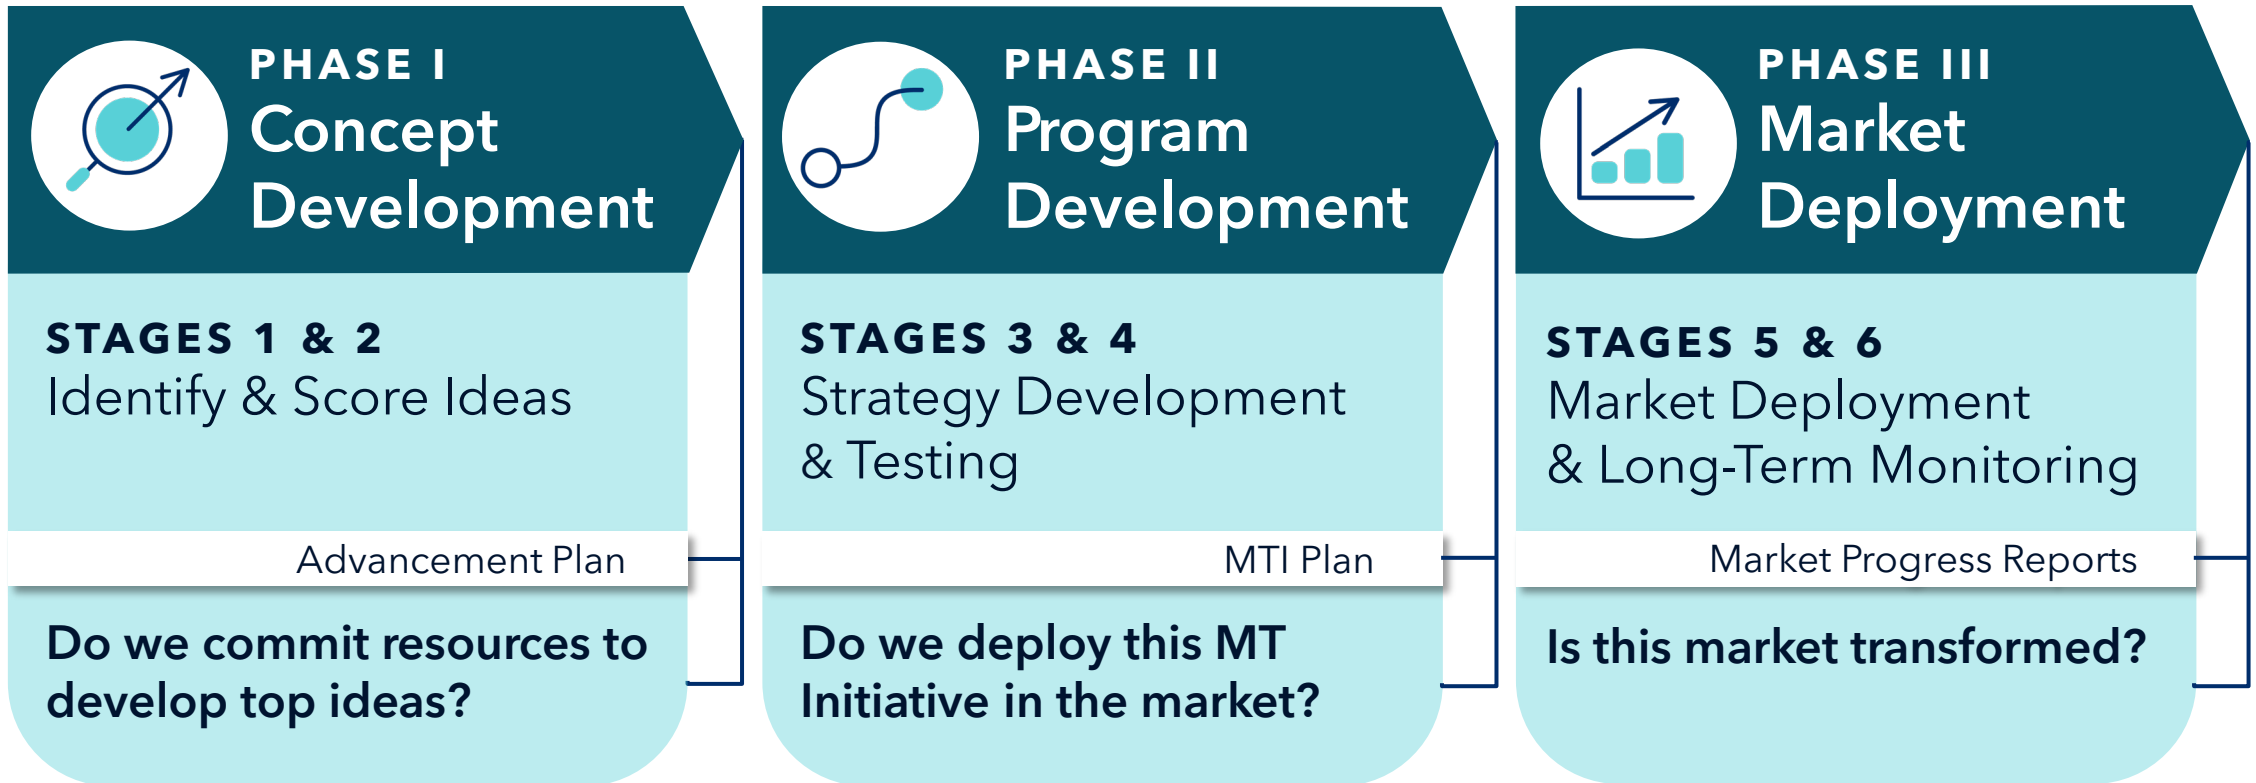 PHASE I
Concept
Development
STAGES 1 & 2
Identify & Score Ideas
Advancement Plan
Do we commit resources to
develop top ideas?
PHASE II
Program
Development
STAGES 3 & 4
Strategy Development
& Testing
MTI Plan
Do we deploy this MT
Initiative in the market?
PHASE III
Market
Deployment
STAGES 5 & 6
Market Deployment
& Long-Term Monitoring
Market Progress Reports
Is this market transformed?